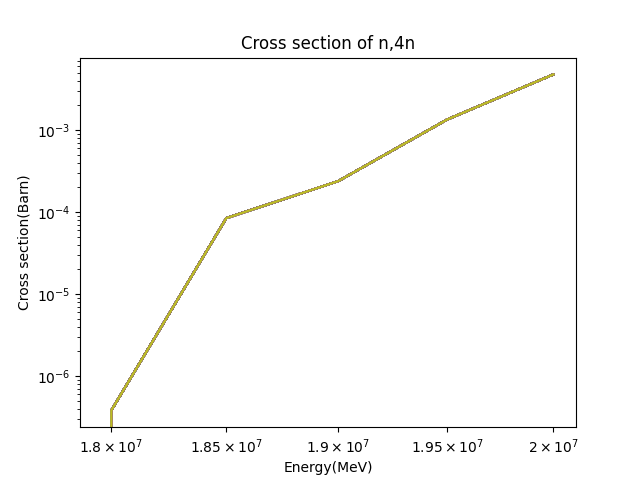 Cross section of n,4n
Cross section(Barn)
10⁻³
10⁻⁴
10⁻⁵
10⁻⁶
1.8 × 10⁷
1.85 × 10⁷
1.9 × 10⁷
1.95 × 10⁷
2 × 10⁷
Energy(MeV)